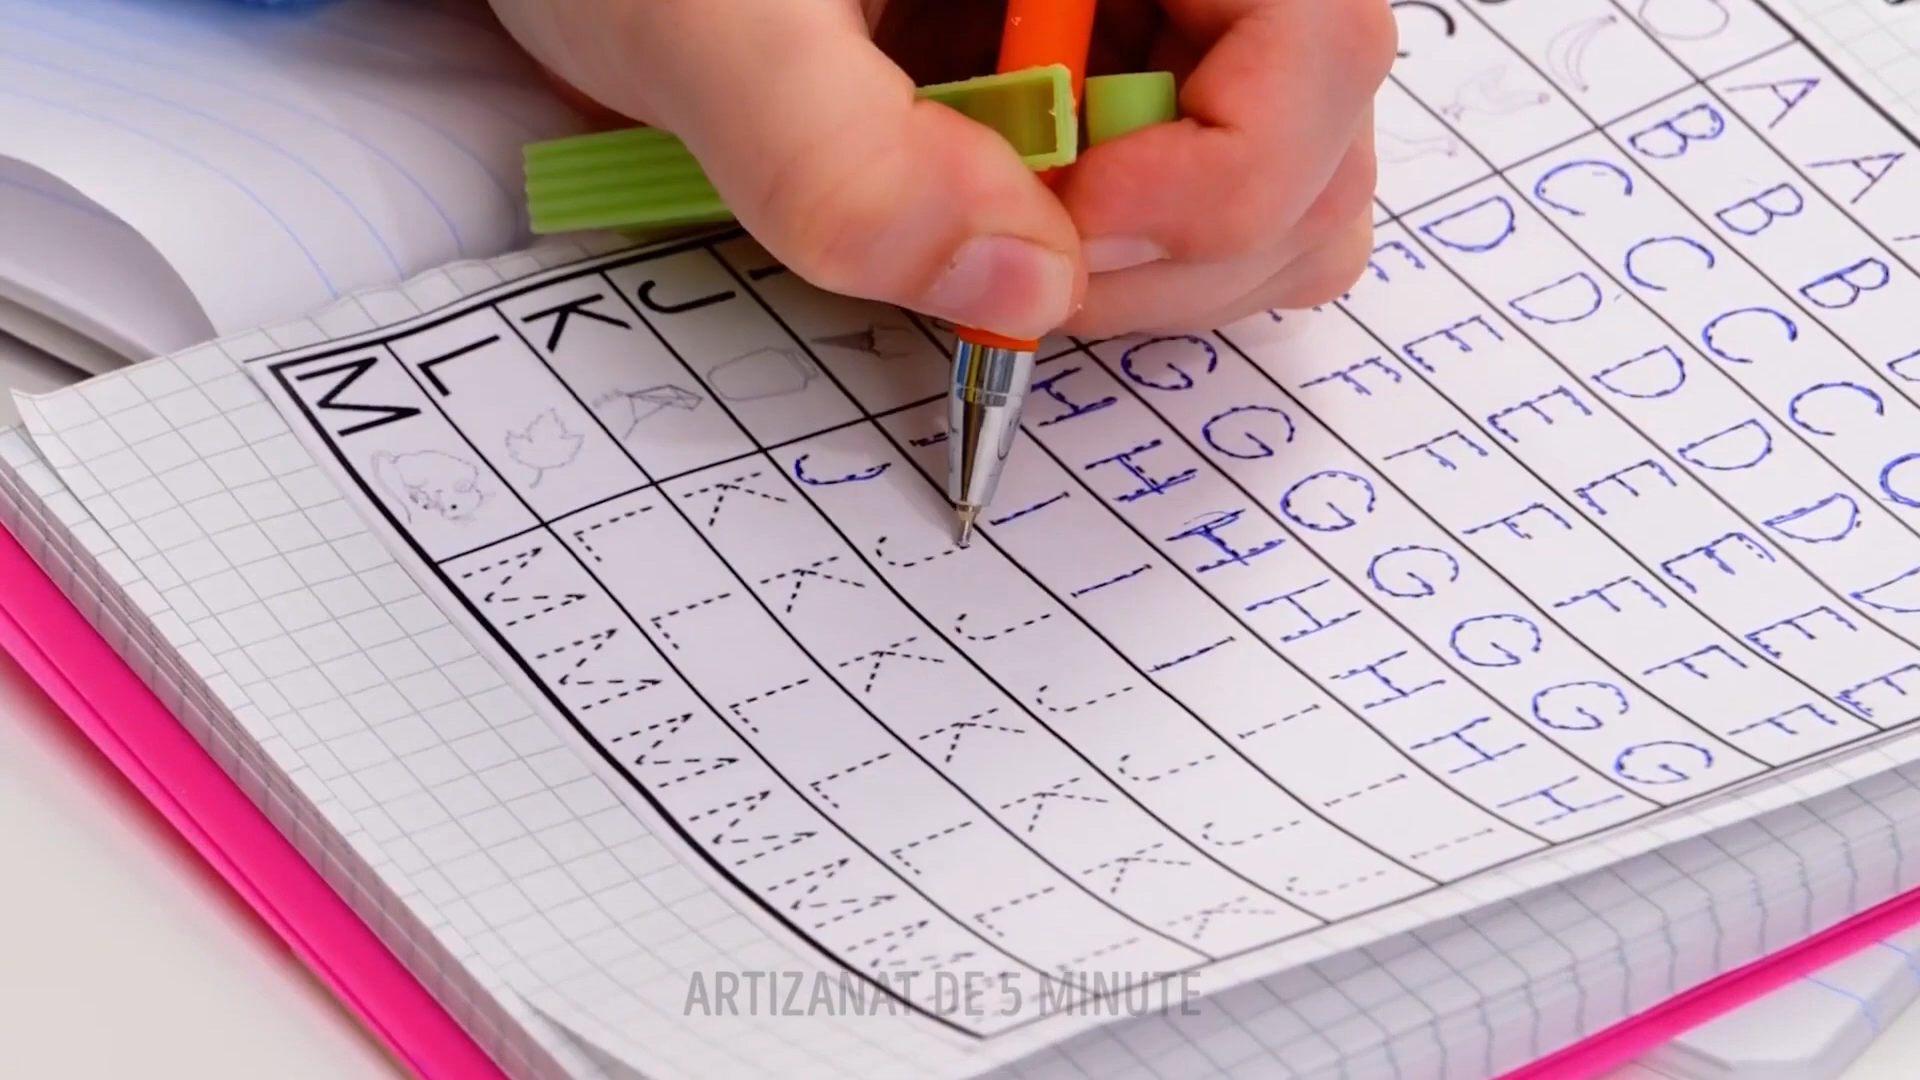 A A
B B B
C C C C C C
D D D D D D
E E E E E E E
F F F F F F
G G G G G G G
H H H H H H H
I I I I I I I
J J J J J J J J
K K K K K K K K
L L L L L L L L
M M M M M M M
ARTIZANAT DE 5 MINUTE